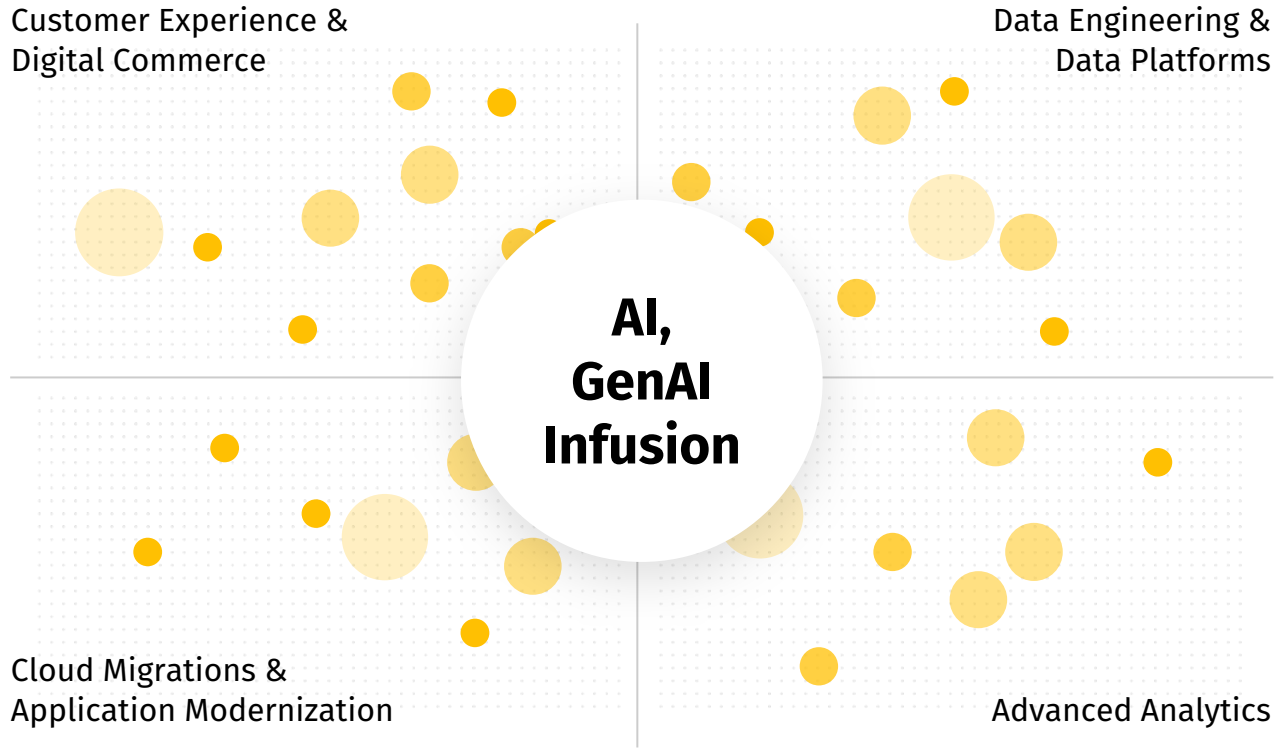 Customer Experience &
Digital Commerce
Data Engineering &
Data Platforms
AI,
GenAI
Infusion
Cloud Migrations &
Application Modernization
Advanced Analytics